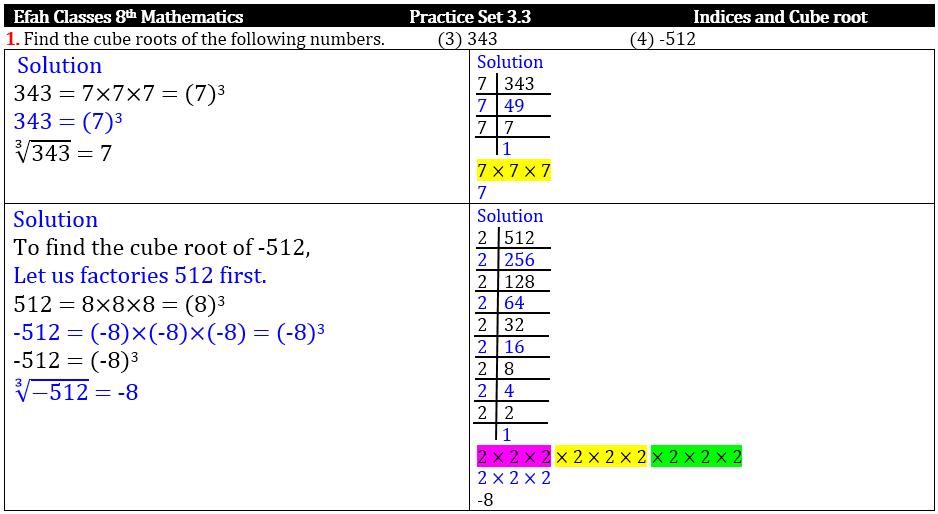 Efah Classes 8th Mathematics Practice Set 3.3 Indices and Cube root
1. Find the cube roots of the following numbers. (3) 343 (4) -512
Solution
343 = 7×7×7 = (7)³
343 = (7)³
∛343 = 7
Solution
7 | 343
7 | 49
7 | 7
| 1
7 × 7 × 7
7
Solution
To find the cube root of -512,
Let us factories 512 first.
512 = 8×8×8 = (8)³
-512 = (-8)×(-8)×(-8) = (-8)³
-512 = (-8)³
∛−512 = -8
Solution
2 | 512
2 | 256
2 | 128
2 | 64
2 | 32
2 | 16
2 | 8
2 | 4
2 | 2
| 1
2 × 2 × 2 × 2 × 2 × 2 × 2 × 2 × 2
2 × 2 × 2
-8